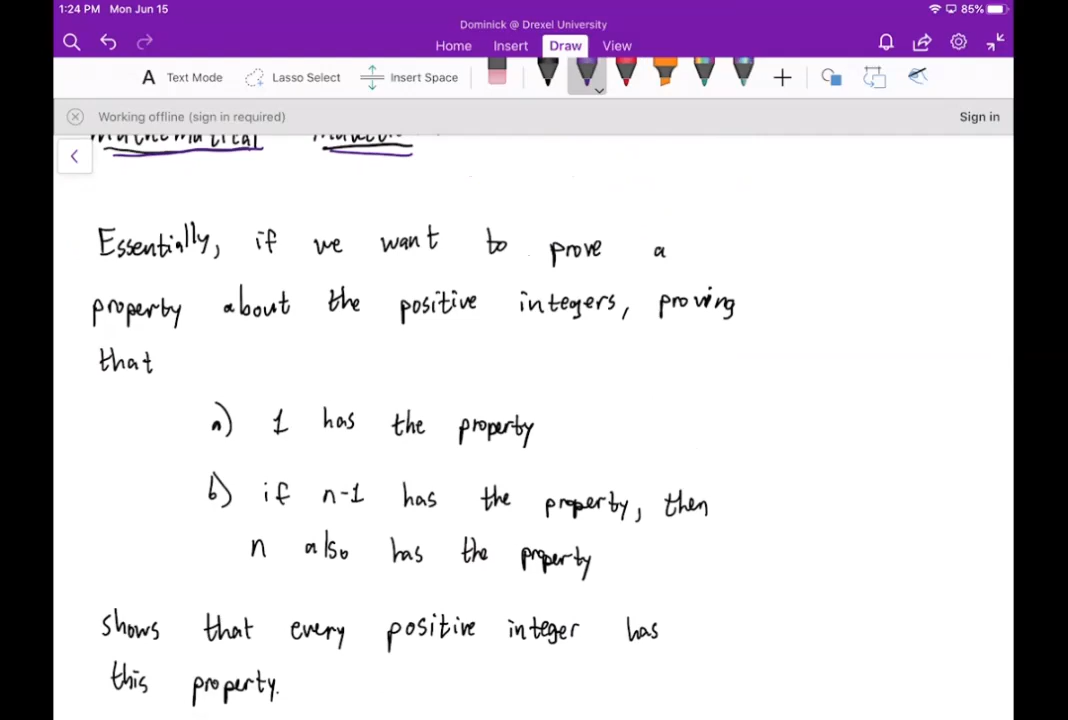 1:24 PM Mon Jun 15
85%
Dominick @ Drexel University
Home Insert Draw View
A Text Mode Lasso Select Insert Space
Working offline (sign in required) Sign in
Mathematical
Essentially, if we want to prove a
property about the positive integers, proving
that
a) 1 has the property
b) if n-1 has the property, then
n also has the property
shows that every positive integer has
this property.